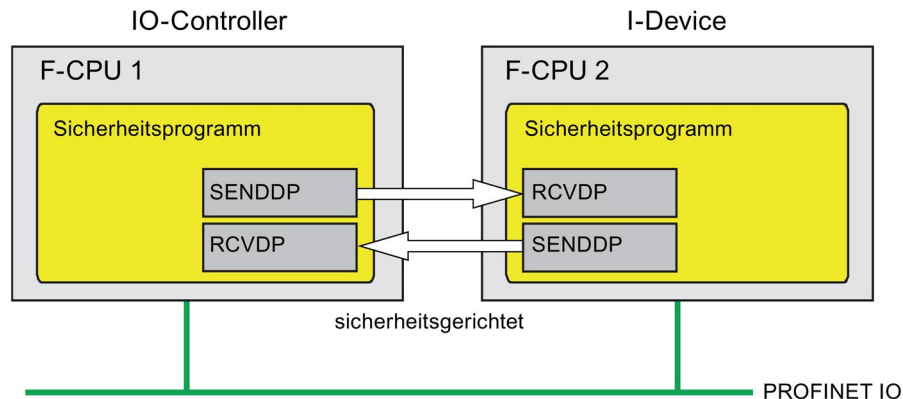 IO-Controller
I-Device
F-CPU 1
F-CPU 2
Sicherheitsprogramm
Sicherheitsprogramm
SENDDP
RCVDP
RCVDP
SENDDP
sicherheitsgerichtet
PROFINET IO